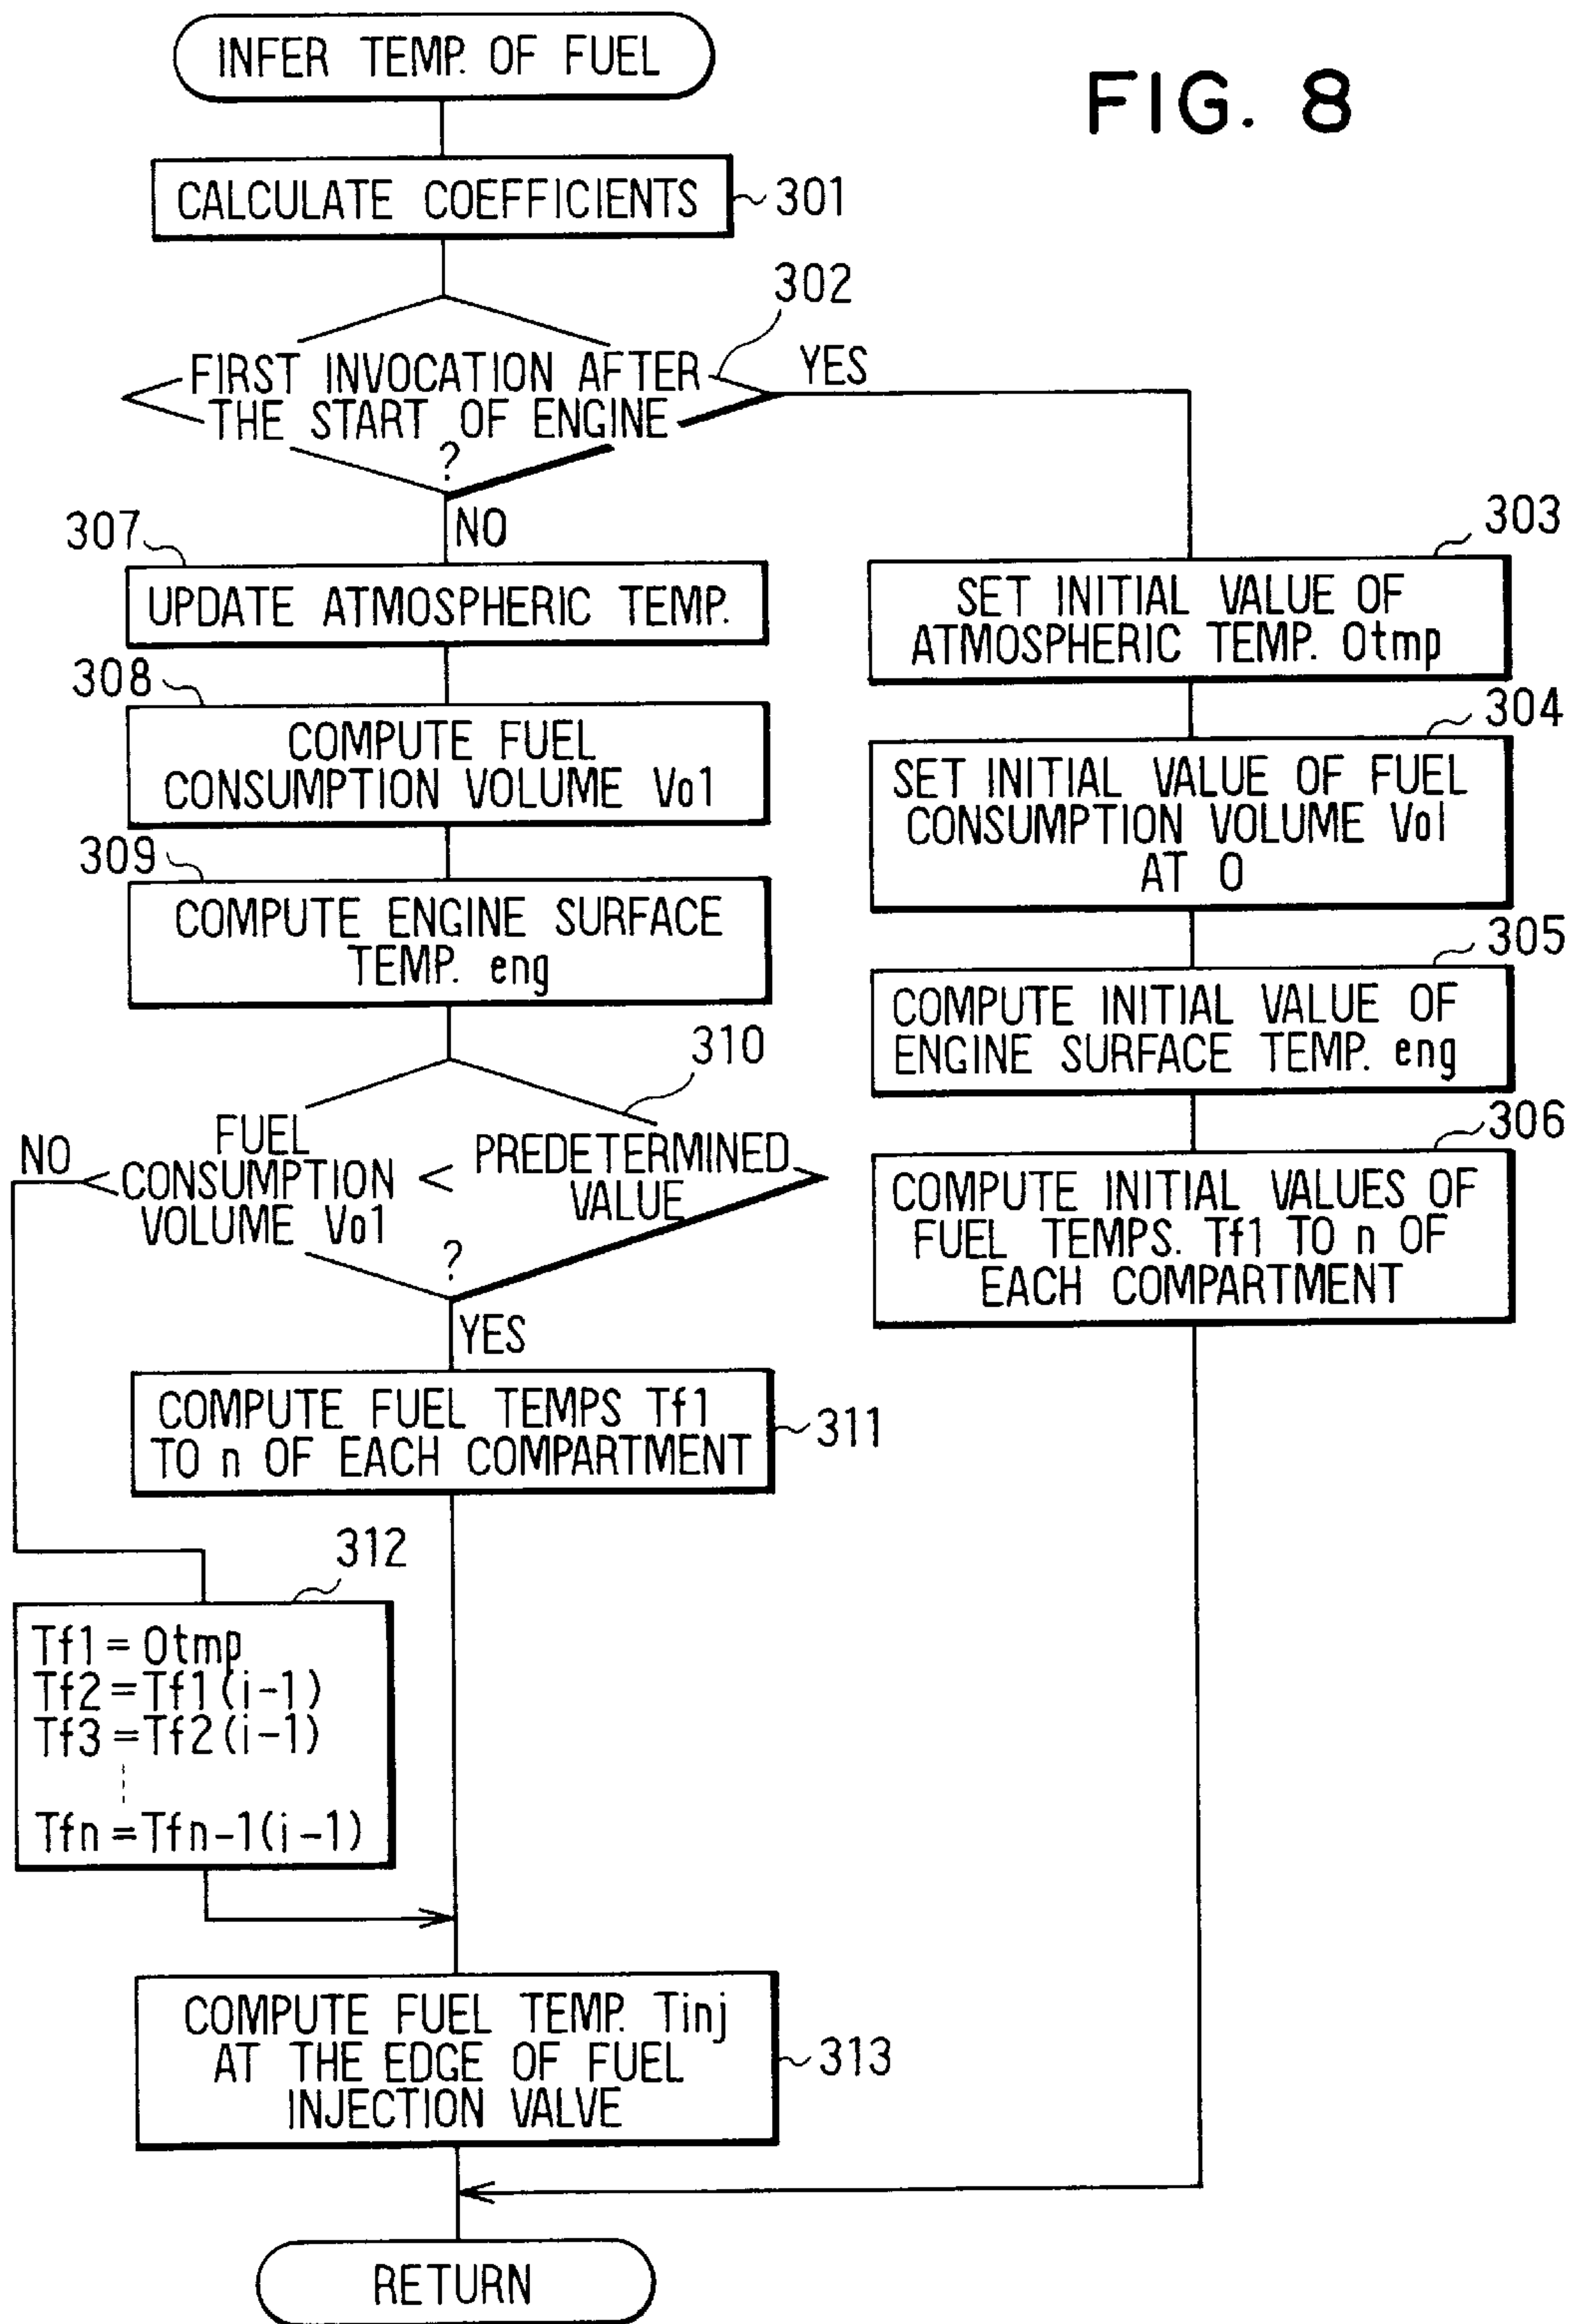 INFER TEMP. OF FUEL
FIG. 8
CALCULATE COEFFICIENTS
301
302
FIRST INVOCATION AFTER
THE START OF ENGINE
?
YES
NO
307
UPDATE ATMOSPHERIC TEMP.
308
COMPUTE FUEL
CONSUMPTION VOLUME Vo1
309
COMPUTE ENGINE SURFACE
TEMP. eng
310
FUEL
CONSUMPTION
VOLUME Vo1
<
PREDETERMINED
VALUE
?
NO
YES
COMPUTE FUEL TEMPS Tf1
TO n OF EACH COMPARTMENT
311
312
Tf1 = Otmp
Tf2 = Tf1(i-1)
Tf3 = Tf2(i-1)
Tfn = Tfn-1(i-1)
303
SET INITIAL VALUE OF
ATMOSPHERIC TEMP. Otmp
304
SET INITIAL VALUE OF FUEL
CONSUMPTION VOLUME Vol
AT 0
305
COMPUTE INITIAL VALUE OF
ENGINE SURFACE TEMP. eng
306
COMPUTE INITIAL VALUES OF
FUEL TEMPS. Tf1 TO n OF
EACH COMPARTMENT
COMPUTE FUEL TEMP. Tinj
AT THE EDGE OF FUEL
INJECTION VALVE
313
RETURN